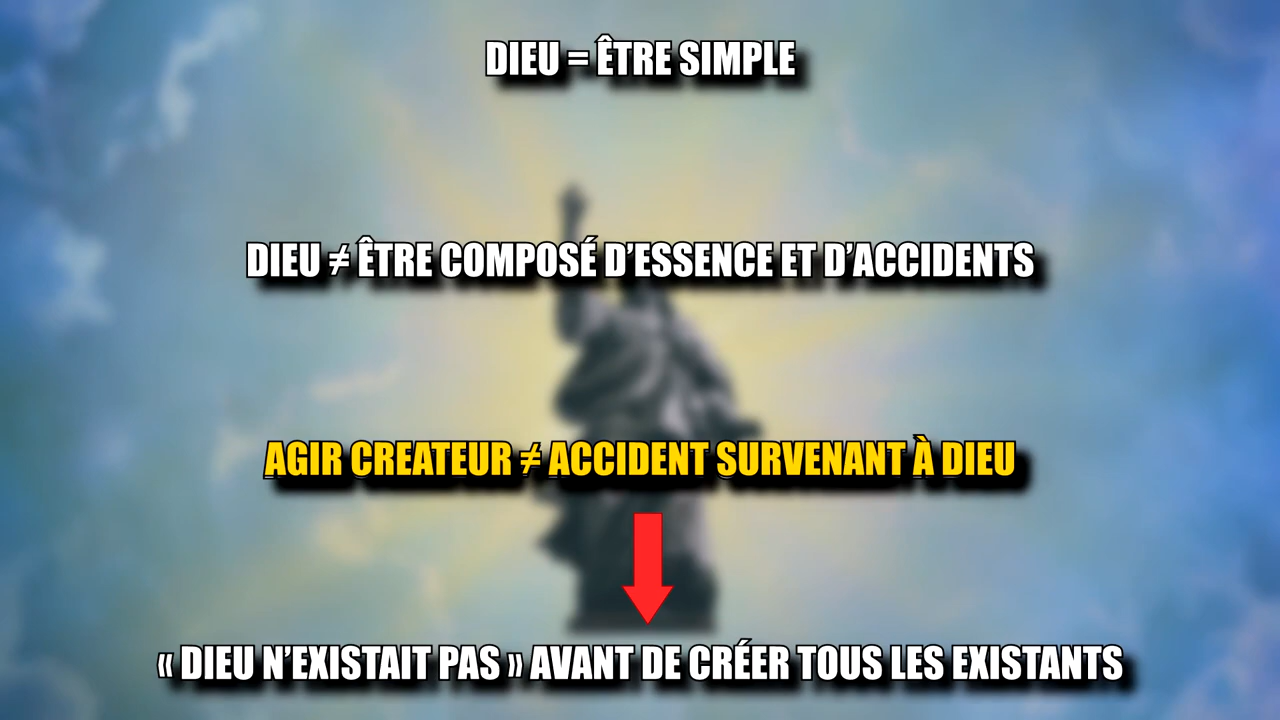 DIEU = ÊTRE SIMPLE
DIEU ≠ ÊTRE COMPOSÉ D’ESSENCE ET D’ACCIDENTS
AGIR CREATEUR ≠ ACCIDENT SURVENANT À DIEU
« DIEU N’EXISTAIT PAS » AVANT DE CRÉER TOUS LES EXISTANTS